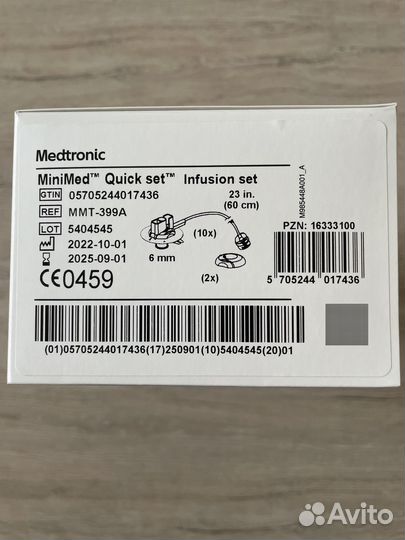 Medtronic
MiniMed™ Quick set™ Infusion set
GTIN 05705244017436
23 in.
(60 cm)
REF MMT-399A
LOT 5404545
(10x)
2022-10-01
2025-09-01
6 mm
(2x)
CE0459
M985448A001_A
PZN: 16333100
5 705244 017436
(01)05705244017436(17)250901(10)5404545(20)01
Avito